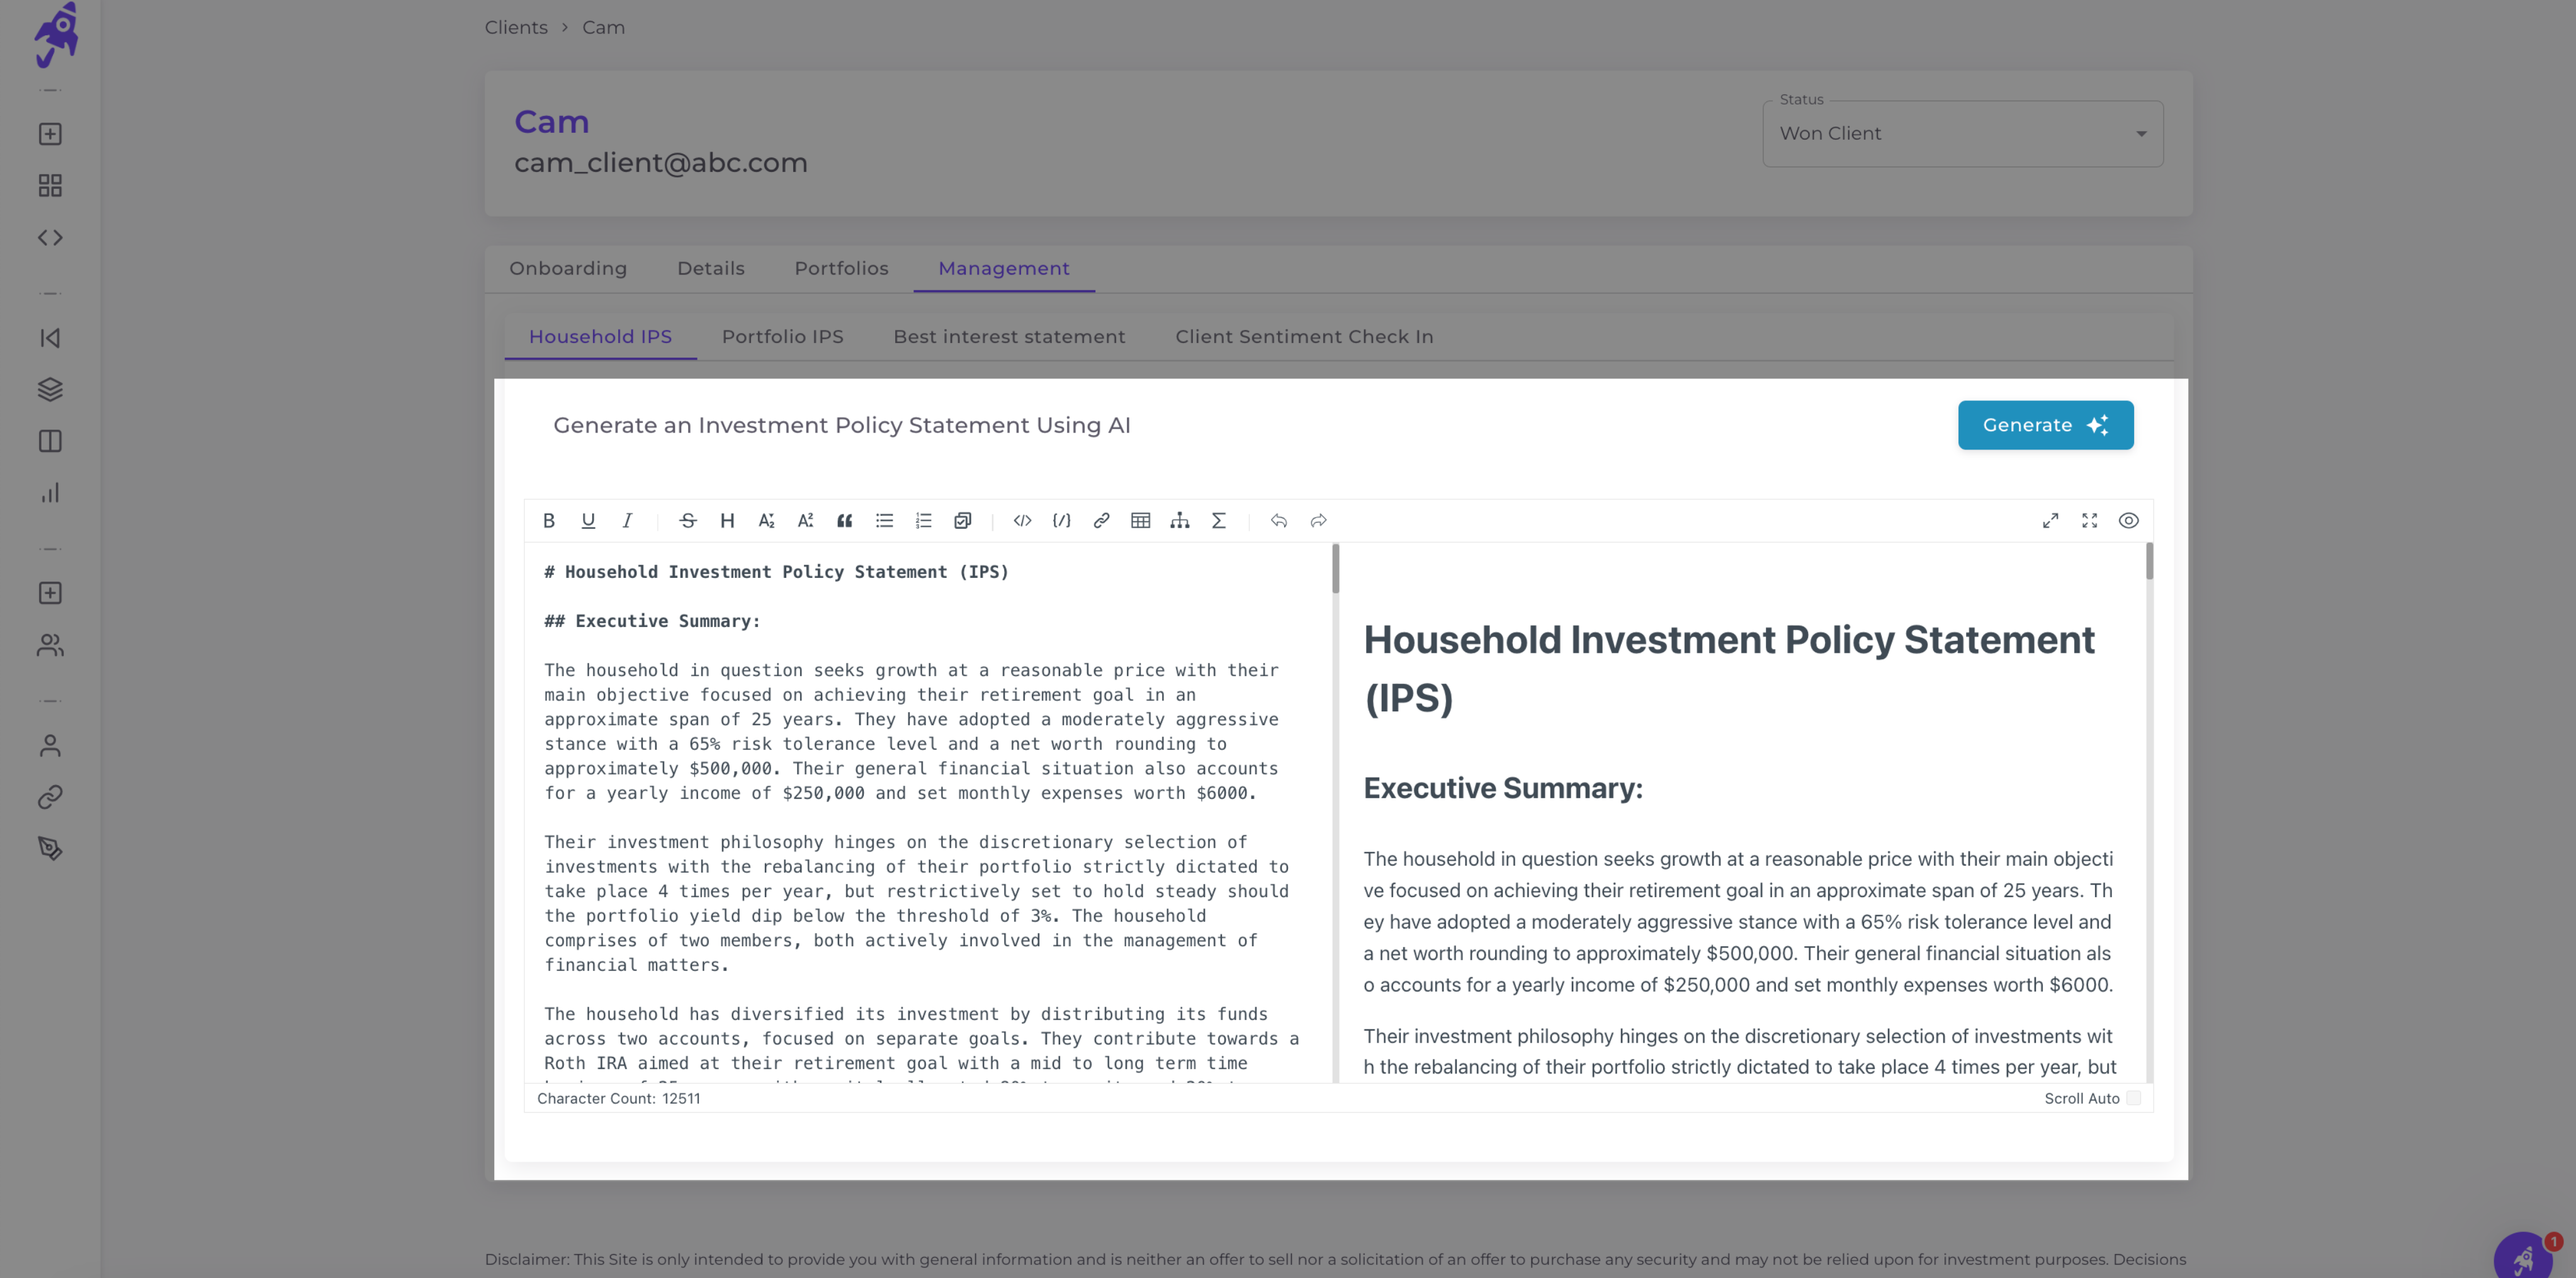 Clients > Cam
Cam
cam_client@abc.com
Status
Won Client
Onboarding Details Portfolios Management
Household IPS Portfolio IPS Best interest statement Client Sentiment Check In
Generate an Investment Policy Statement Using AI
Generate
# Household Investment Policy Statement (IPS)
## Executive Summary:
The household in question seeks growth at a reasonable price with their
main objective focused on achieving their retirement goal in an
approximate span of 25 years. They have adopted a moderately aggressive
stance with a 65% risk tolerance level and a net worth rounding to
approximately $500,000. Their general financial situation also accounts
for a yearly income of $250,000 and set monthly expenses worth $6000.
Their investment philosophy hinges on the discretionary selection of
investments with the rebalancing of their portfolio strictly dictated to
take place 4 times per year, but restrictively set to hold steady should
the portfolio yield dip below the threshold of 3%. The household
comprises of two members, both actively involved in the management of
financial matters.
The household has diversified its investment by distributing its funds
across two accounts, focused on separate goals. They contribute towards a
Roth IRA aimed at their retirement goal with a mid to long term time
Household Investment Policy Statement
(IPS)
Executive Summary:
The household in question seeks growth at a reasonable price with their main objecti
ve focused on achieving their retirement goal in an approximate span of 25 years. Th
ey have adopted a moderately aggressive stance with a 65% risk tolerance level and
a net worth rounding to approximately $500,000. Their general financial situation als
o accounts for a yearly income of $250,000 and set monthly expenses worth $6000.
Their investment philosophy hinges on the discretionary selection of investments wit
h the rebalancing of their portfolio strictly dictated to take place 4 times per year, but
Character Count: 12511
Scroll Auto
Disclaimer: This Site is only intended to provide you with general information and is neither an offer to sell nor a solicitation of an offer to purchase any security and may not be relied upon for investment purposes. Decisions
1